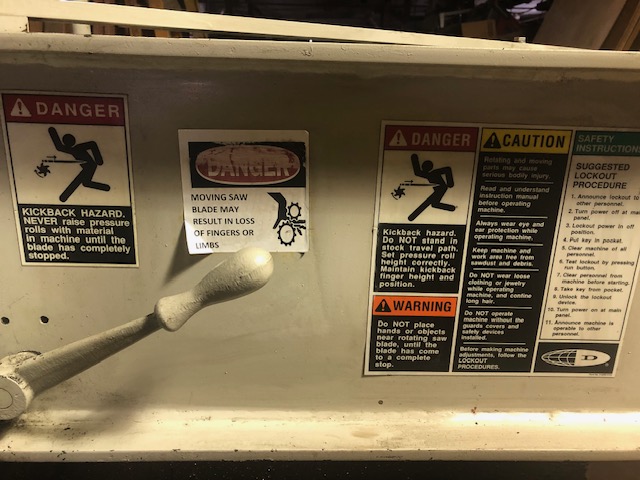 DANGER
KICKBACK HAZARD.
NEVER raise pressure
rolls with material
in machine until the
blade has completely
stopped.
DANGER
MOVING SAW
BLADE MAY
RESULT IN LOSS
OF FINGERS OR
LIMBS
DANGER
Kickback hazard.
Do NOT stand in
stock travel path.
Set pressure roll
height correctly.
Maintain kickback
finger height and
position.
WARNING
Do NOT place
hands or objects
near rotating saw
blade, until the
blade has come
to a complete
stop.
CAUTION
Rotating and moving
parts may cause
serious bodily injury.
Read and understand
instruction manual
before operating
machine.
Always wear eye and
ear protection while
operating machine.
Keep machine and
work area free from
sawdust and debris.
Do NOT wear loose
clothing or jewelry
while operating
machine, and confine
long hair.
Do NOT operate
machine without the
guards covers and
safety devices
installed.
Before making machine
adjustments, follow the
LOCKOUT
PROCEDURES.
SAFETY
INSTRUCTION
SUGGESTED
LOCKOUT
PROCEDURE
1. Announce lockout to
other personnel.
2. Turn power off at main
panel.
3. Lockout power in off
position.
4. Put key in pocket.
5. Clear machine of all
personnel.
6. Test lockout by pressing
run button.
7. Clear personnel from
machine before starting.
8. Take key from pocket.
9. Unlock the lockout
device.
10. Turn power on at main
panel.
11. Announce machine is
operable to other
personnel.
D